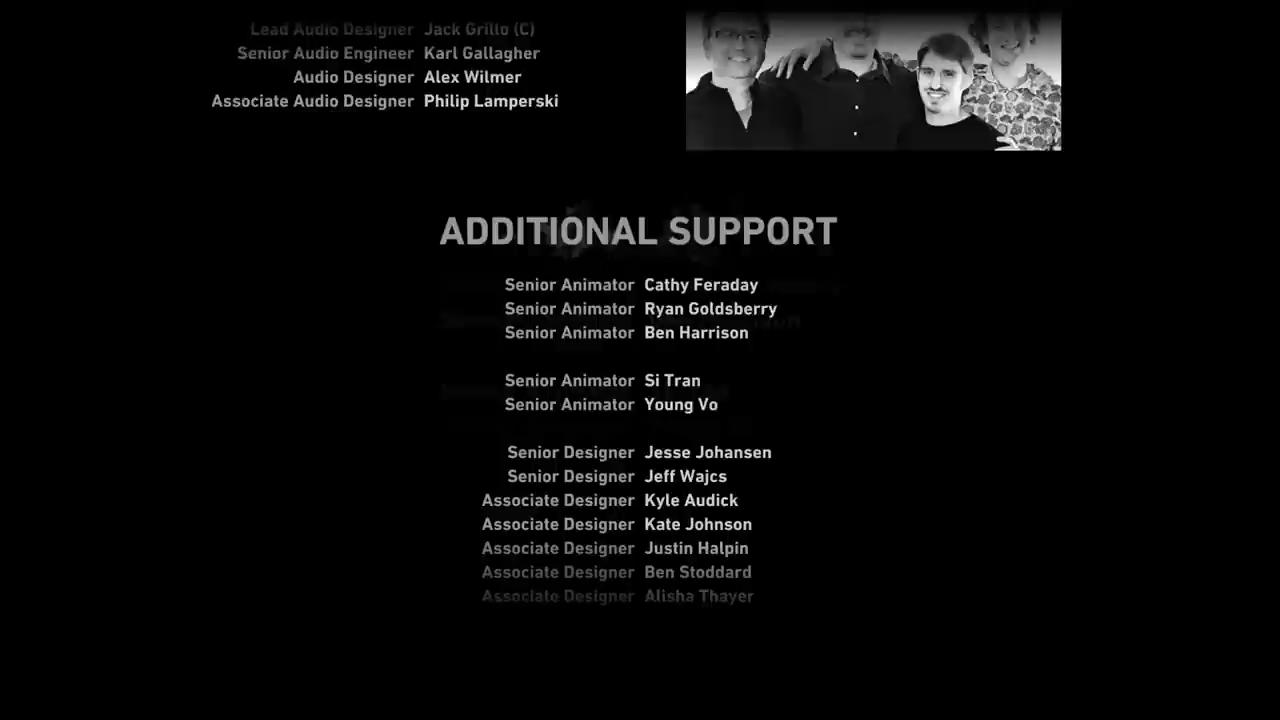 Lead Audio Designer Jack Grillo (C)
Senior Audio Engineer Karl Gallagher
Audio Designer Alex Wilmer
Associate Audio Designer Philip Lamperski
ADDITIONAL SUPPORT
Senior Animator Cathy Feraday
Senior Animator Ryan Goldsberry
Senior Animator Ben Harrison
Senior Animator Si Tran
Senior Animator Young Vo
Senior Designer Jesse Johansen
Senior Designer Jeff Wajcs
Associate Designer Kyle Audick
Associate Designer Kate Johnson
Associate Designer Justin Halpin
Associate Designer Ben Stoddard
Associate Designer Alisha Thayer